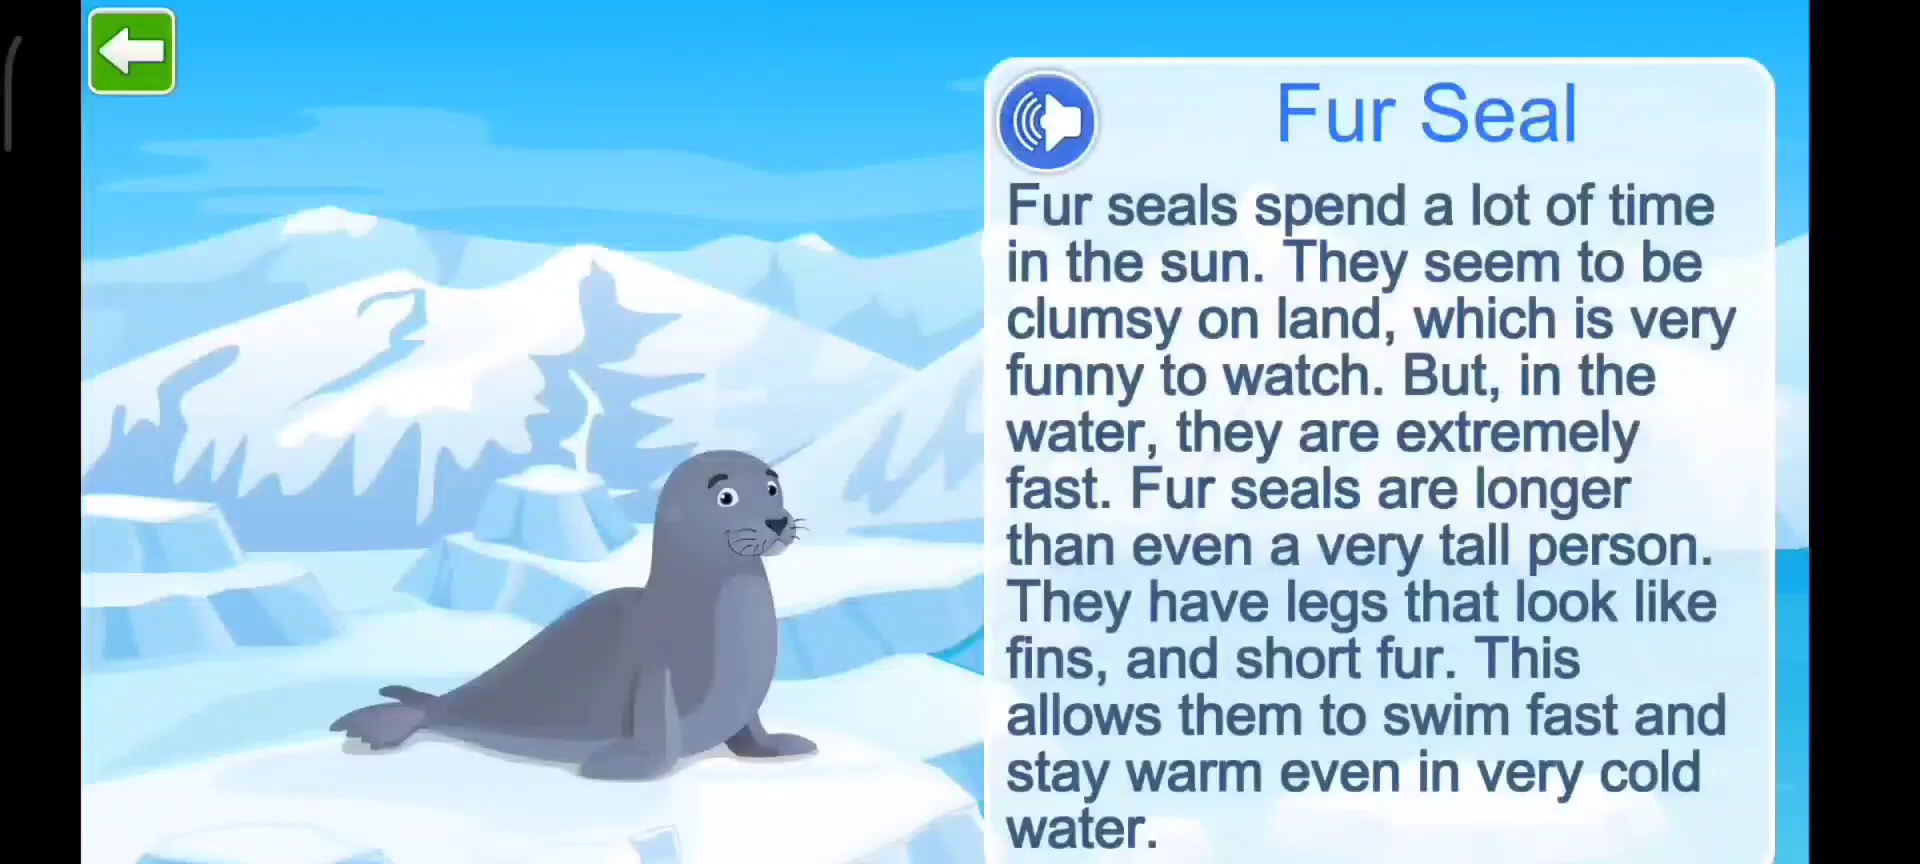 Fur Seal
Fur seals spend a lot of time
in the sun. They seem to be
clumsy on land, which is very
funny to watch. But, in the
water, they are extremely
fast. Fur seals are longer
than even a very tall person.
They have legs that look like
fins, and short fur. This
allows them to swim fast and
stay warm even in very cold
water.